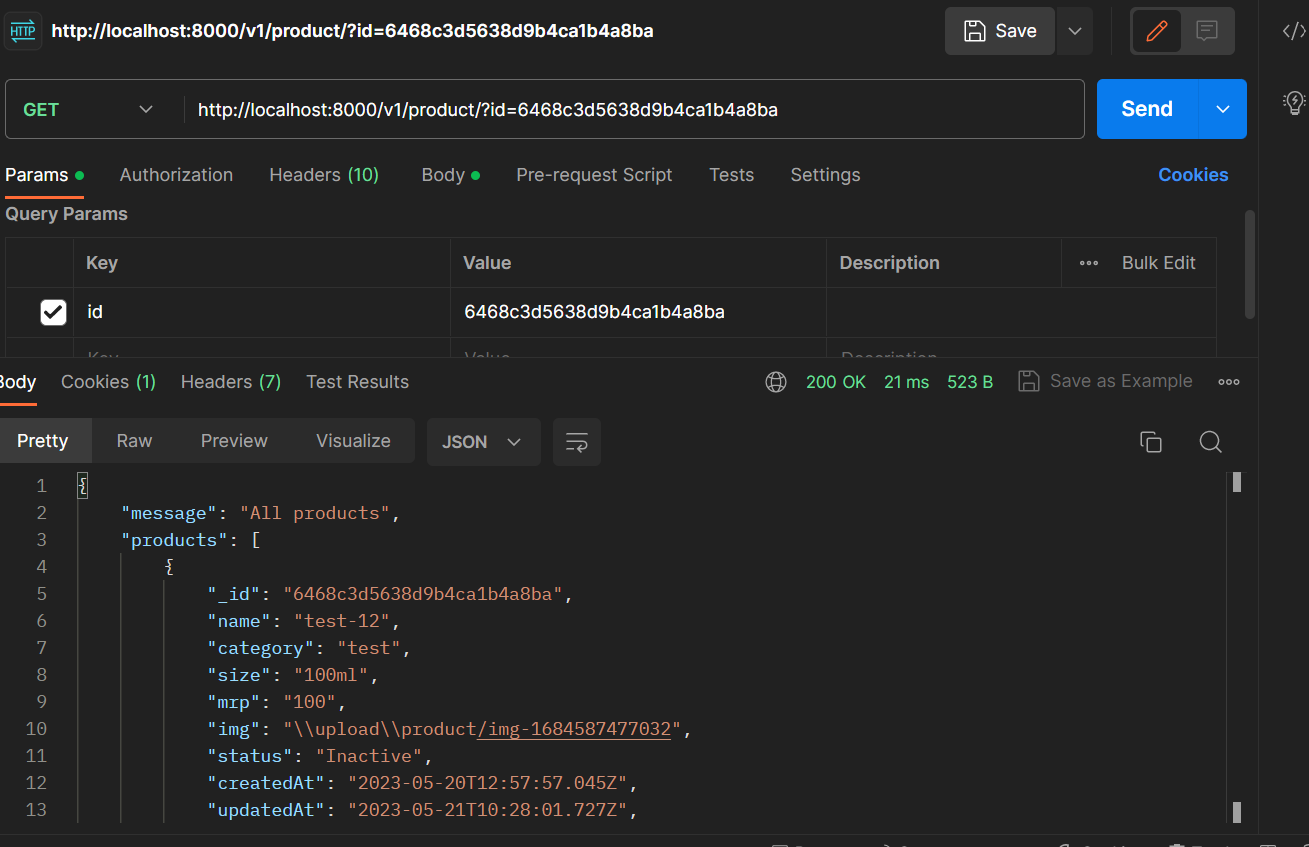 HTTP http://localhost:8000/v1/product/?id=6468c3d5638d9b4ca1b4a8ba Save
GET http://localhost:8000/v1/product/?id=6468c3d5638d9b4ca1b4a8ba Send
Params Authorization Headers (10) Body Pre-request Script Tests Settings Cookies
Query Params
Key Value Description Bulk Edit
id 6468c3d5638d9b4ca1b4a8ba
Key Value Description
Body Cookies (1) Headers (7) Test Results 200 OK 21 ms 523 B Save as Example
Pretty Raw Preview Visualize JSON
1 {
2 "message": "All products",
3 "products": [
4 {
5 "_id": "6468c3d5638d9b4ca1b4a8ba",
6 "name": "test-12",
7 "category": "test",
8 "size": "100ml",
9 "mrp": "100",
10 "img": "\\upload\\product/img-1684587477032",
11 "status": "Inactive",
12 "createdAt": "2023-05-20T12:57:57.045Z",
13 "updatedAt": "2023-05-21T10:28:01.727Z",